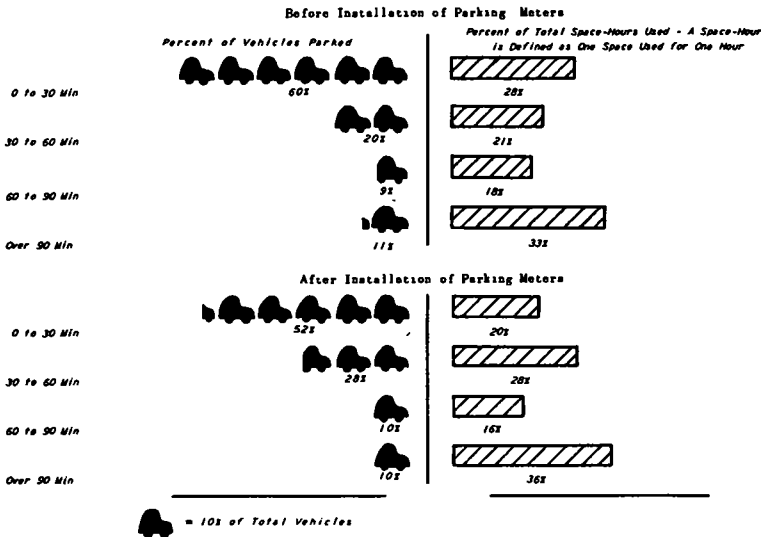 Before Installation of Parking Meters
Percent of Vehicles Parked
Percent of Total Space-Hours Used - A Space-Hour
is Defined as One Space Used for One Hour
0 to 30 Min
60%
28%
30 to 60 Min
20%
21%
60 to 90 Min
9%
18%
Over 90 Min
11%
33%
After Installation of Parking Meters
0 to 30 Min
52%
20%
30 to 60 Min
28%
28%
60 to 90 Min
10%
16%
Over 90 Min
10%
36%
= 10% of Total Vehicles